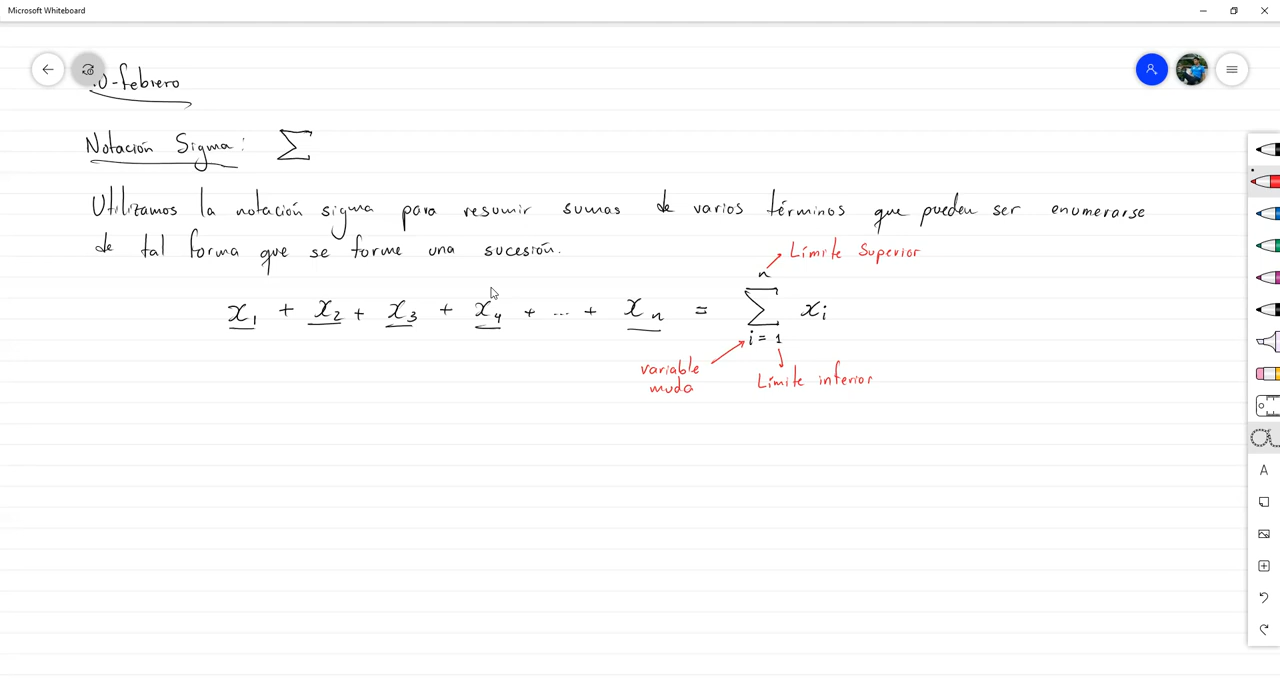 Microsoft Whiteboard
0-febrero
Notación Sigma: Σ
Utilizamos la notación sigma para resumir sumas de varios términos que pueden ser enumerarse
de tal forma que se forme una sucesión.
Límite Superior
n
x₁ + x₂ + x₃ + x₄ + ... + xₙ = Σ xᵢ
i = 1
variable
muda
Límite inferior
A